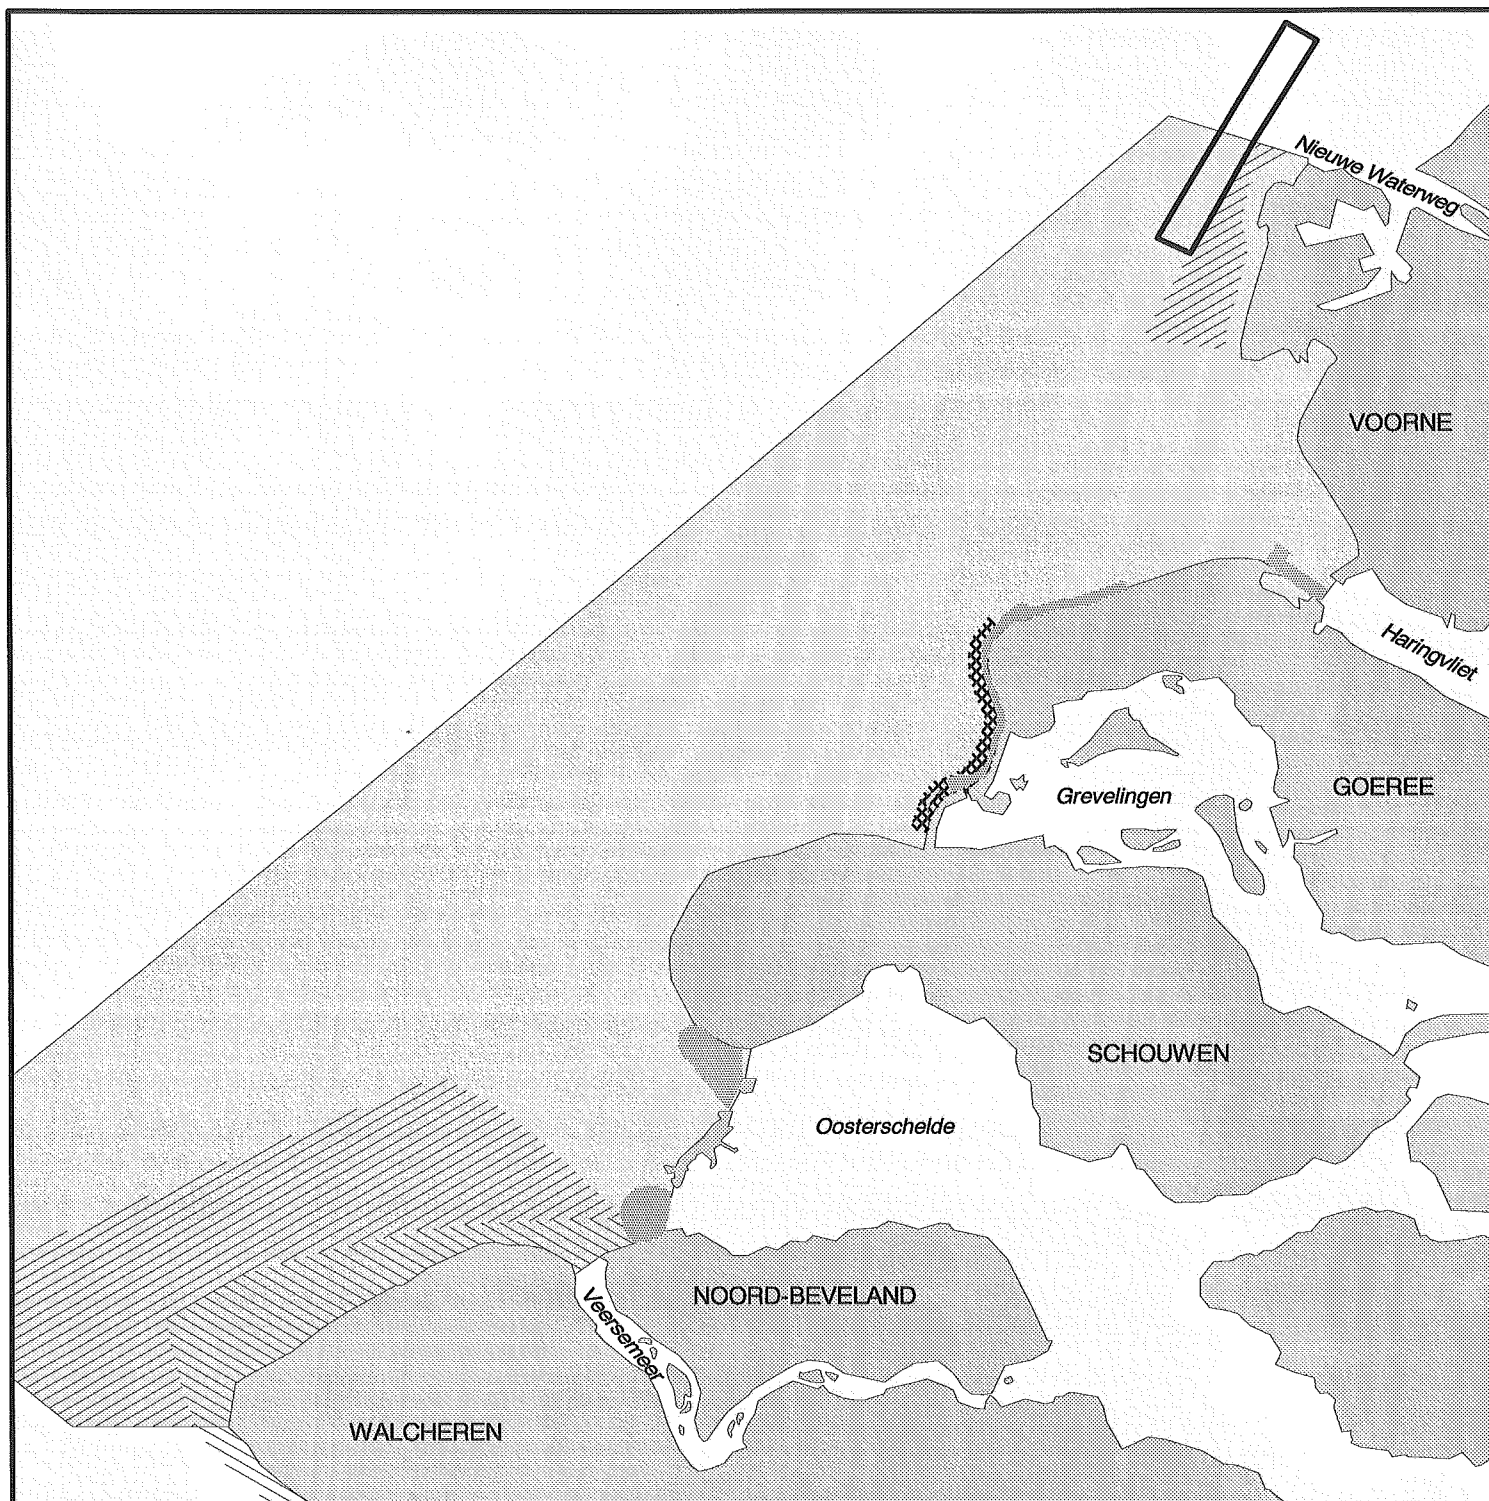 Nieuwe Waterweg
VOORNE
Haringvliet
GOEREE
Grevelingen
SCHOUWEN
Oosterschelde
NOORD-BEVELAND
Veersemeer
WALCHEREN